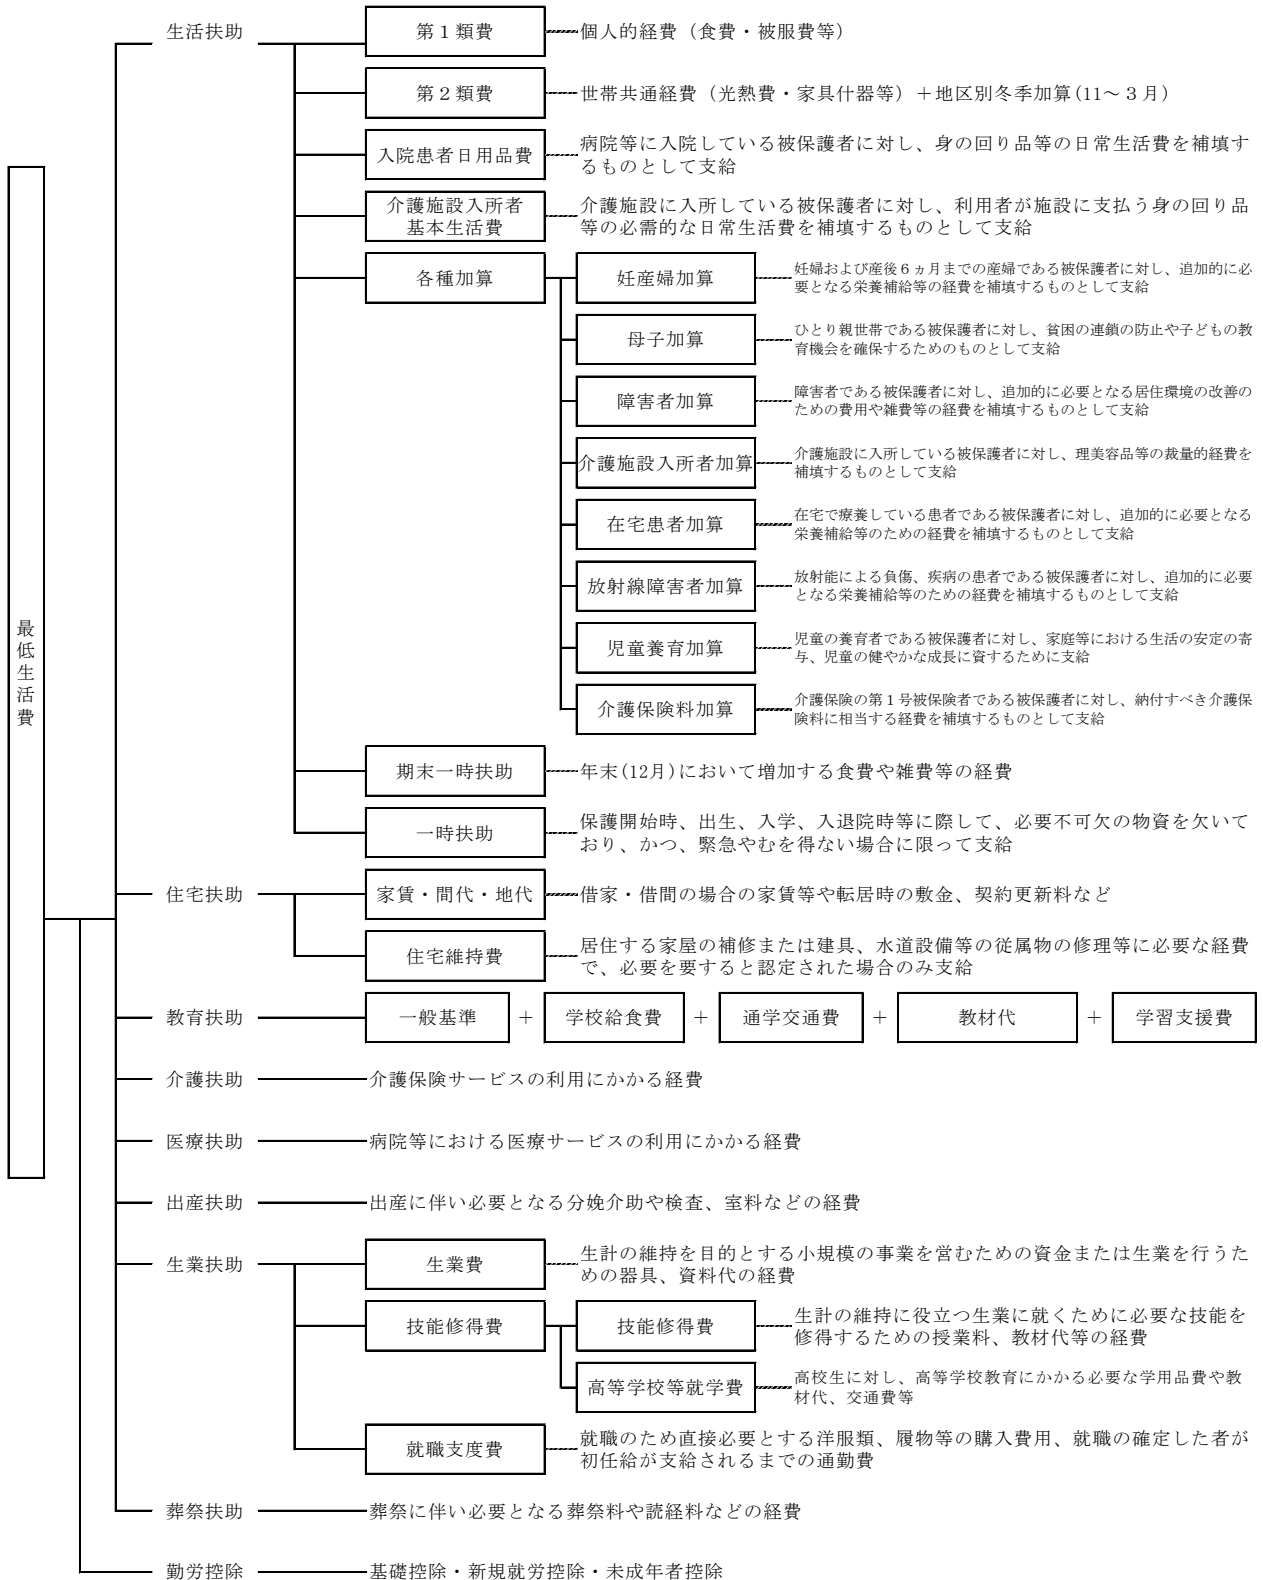 最低生活費
生活扶助
第1類費
個人的経費(食費・被服費等)
第2類費
世帯共通経費(光熱費・家具什器等)+地区別冬季加算(11~3月)
入院患者日用品費
病院等に入院している被保護者に対し、身の回り品等の日常生活費を補填す
るものとして支給
介護施設入所者
基本生活費
介護施設に入所している被保護者に対し、利用者が施設に支払う身の回り品
等の必需的な日常生活費を補填するものとして支給
各種加算
妊産婦加算
妊婦および産後6ヵ月までの産婦である被保護者に対し、追加的に必
要となる栄養補給等の経費を補填するものとして支給
母子加算
ひとり親世帯である被保護者に対し、貧困の連鎖の防止や子どもの教
育機会を確保するためのものとして支給
障害者加算
障害者である被保護者に対し、追加的に必要となる居住環境の改善の
ための費用や雑費等の経費を補填するものとして支給
介護施設入所者加算
介護施設に入所している被保護者に対し、理美容品等の裁量的経費を
補填するものとして支給
在宅患者加算
在宅で療養している患者である被保護者に対し、追加的に必要となる
栄養補給等のための経費を補填するものとして支給
放射線障害者加算
放射能による負傷、疾病の患者である被保護者に対し、追加的に必要
となる栄養補給等のための経費を補填するものとして支給
児童養育加算
児童の養育者である被保護者に対し、家庭等における生活の安定の寄
与、児童の健やかな成長に資するために支給
介護保険料加算
介護保険の第1号被保険者である被保護者に対し、納付すべき介護保
険料に相当する経費を補填するものとして支給
期末一時扶助
年末(12月)において増加する食費や雑費等の経費
一時扶助
保護開始時、出生、入学、入退院時等に際して、必要不可欠の物資を欠いて
おり、かつ、緊急やむを得ない場合に限って支給
住宅扶助
家賃・間代・地代
借家・借間の場合の家賃等や転居時の敷金、契約更新料など
住宅維持費
居住する家屋の補修または建具、水道設備等の従属物の修理等に必要な経費
で、必要を要すると認定された場合のみ支給
教育扶助
一般基準 + 学校給食費 + 通学交通費 + 教材代 + 学習支援費
介護扶助
介護保険サービスの利用にかかる経費
医療扶助
病院等における医療サービスの利用にかかる経費
出産扶助
出産に伴い必要となる分娩介助や検査、室料などの経費
生業扶助
生業費
生計の維持を目的とする小規模の事業を営むための資金または生業を行うた
めの器具、資料代の経費
技能修得費
技能修得費
生計の維持に役立つ生業に就くために必要な技能を
修得するための授業料、教材代等の経費
高等学校等就学費
高校生に対し、高等学校教育にかかる必要な学用品費や教
材代、交通費等
就職支度費
就職のため直接必要とする洋服類、履物等の購入費用、就職の確定した者が
初任給が支給されるまでの通勤費
葬祭扶助
葬祭に伴い必要となる葬祭料や読経料などの経費
勤労控除
基礎控除・新規就労控除・未成年者控除